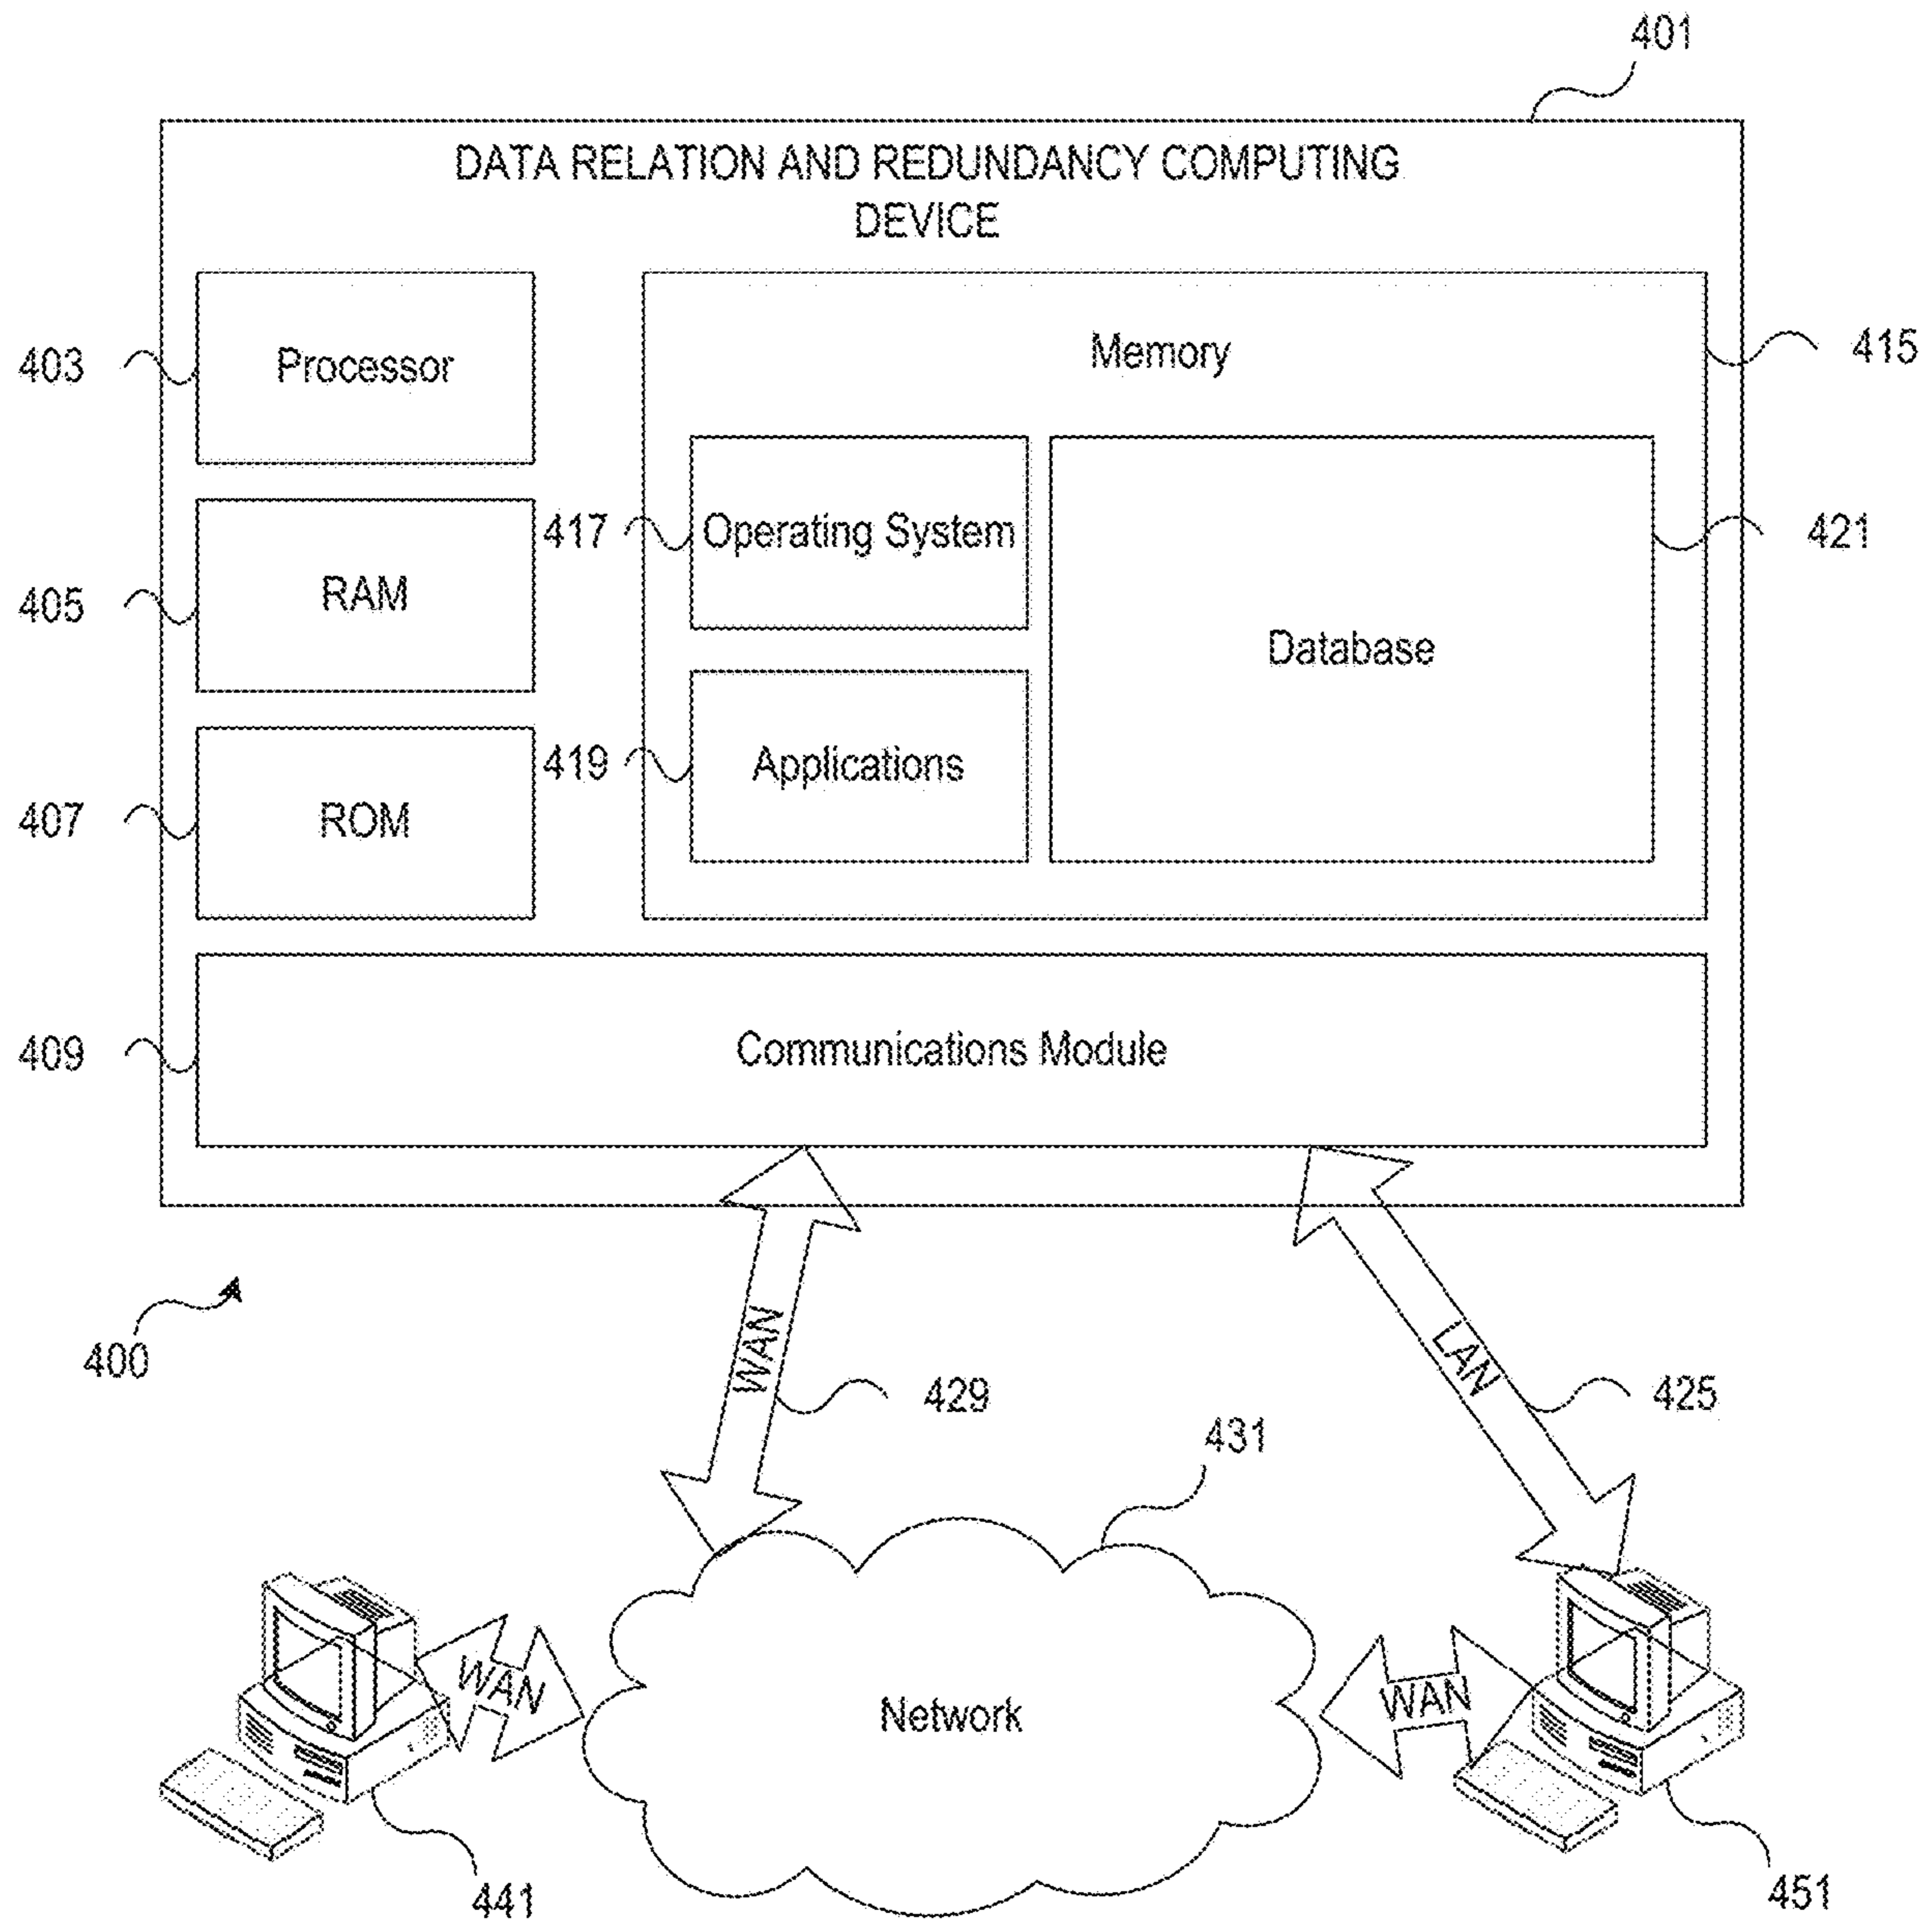 401
DATA RELATION AND REDUNDANCY COMPUTING
DEVICE
403
Processor
Memory
415
417
Operating System
421
405
RAM
Database
419
Applications
407
ROM
409
Communications Module
400
WAN
429
LAN
425
431
WAN
Network
WAN
441
451